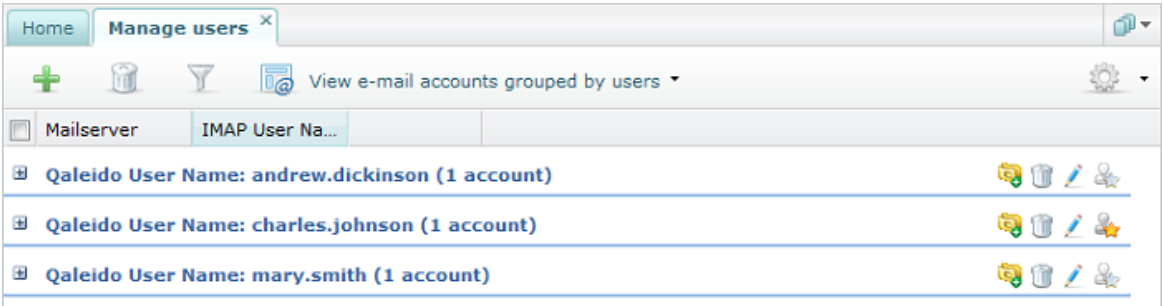 Home Manage users
View e-mail accounts grouped by users
Mailserver IMAP User Na...
Qaleido User Name: andrew.dickinson (1 account)
Qaleido User Name: charles.johnson (1 account)
Qaleido User Name: mary.smith (1 account)